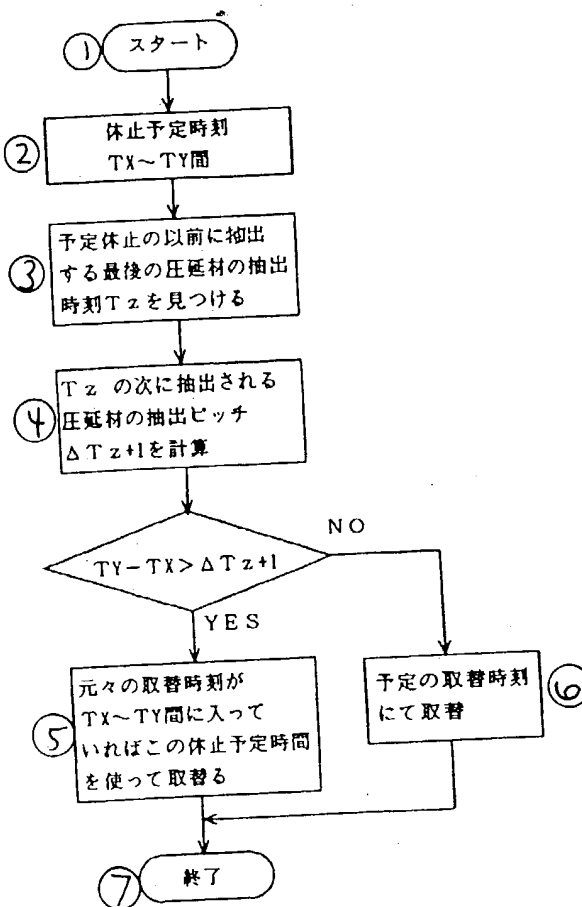 ① スタート
② 休止予定時刻
TX～TY間
③ 予定休止の以前に抽出
する最後の圧延材の抽出
時刻Tzを見つける
④ Tz の次に抽出される
圧延材の抽出ピッチ
ΔTz+1を計算
TY-TX>ΔTz+1
NO
YES
⑤ 元々の取替時刻が
TX～TY間に入って
いればこの休止予定時間
を使って取替る
予定の取替時刻 ⑥
にて取替
⑦ 終了